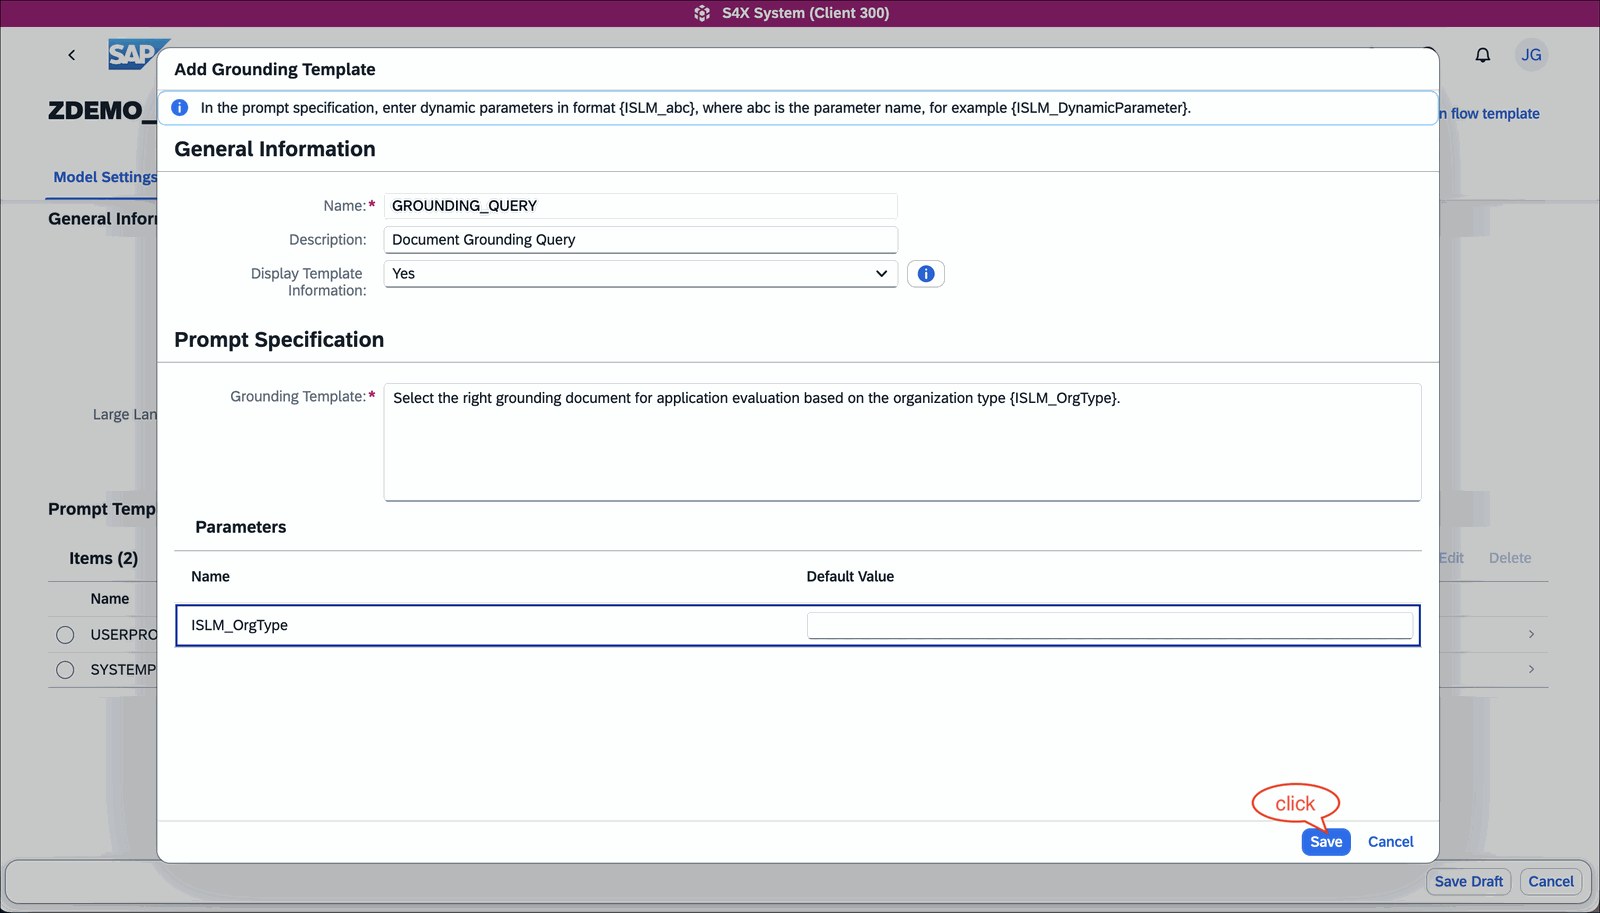 S4X System (Client 300)
SAP
JG
ZDEMO_
n flow template
Model Settings
General Inforn
Large Lan
Prompt Temp
Items (2)
Edit
Delete
Name
USERPRO
SYSTEMP
Add Grounding Template
In the prompt specification, enter dynamic parameters in format {ISLM_abc}, where abc is the parameter name, for example {ISLM_DynamicParameter}.
General Information
Name:*
GROUNDING_QUERY
Description:
Document Grounding Query
Display Template
Information:
Yes
Prompt Specification
Grounding Template:*
Select the right grounding document for application evaluation based on the organization type {ISLM_OrgType}.
Parameters
Name
Default Value
ISLM_OrgType
click
Save
Cancel
Save Draft
Cancel